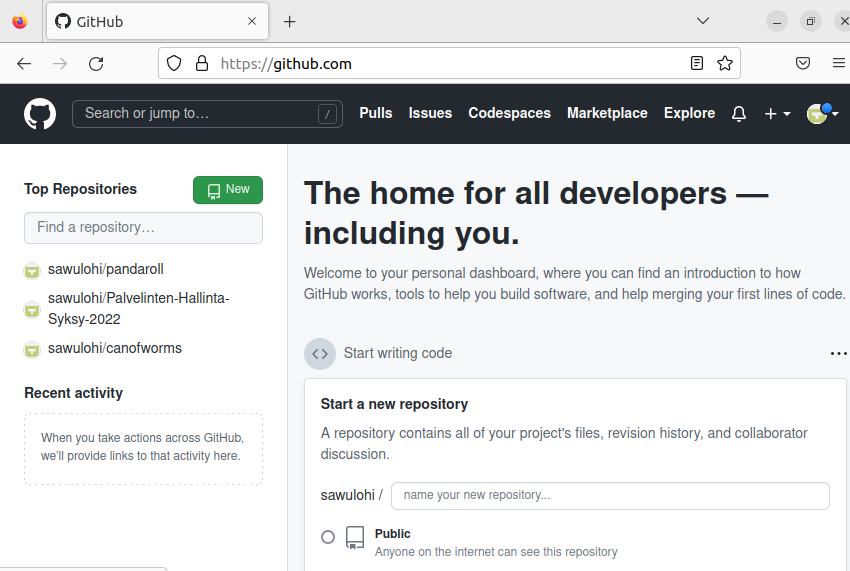 GitHub
https://github.com
Search or jump to… /
Pulls Issues Codespaces Marketplace Explore
Top Repositories
New
Find a repository…
sawulohi/pandaroll
sawulohi/Palvelinten-Hallinta-
Syksy-2022
sawulohi/canofworms
Recent activity
When you take actions across GitHub,
we'll provide links to that activity here.
The home for all developers —
including you.
Welcome to your personal dashboard, where you can find an introduction to how
GitHub works, tools to help you build software, and help merging your first lines of code.
Start writing code
Start a new repository
A repository contains all of your project's files, revision history, and collaborator
discussion.
sawulohi / name your new repository...
Public
Anyone on the internet can see this repository